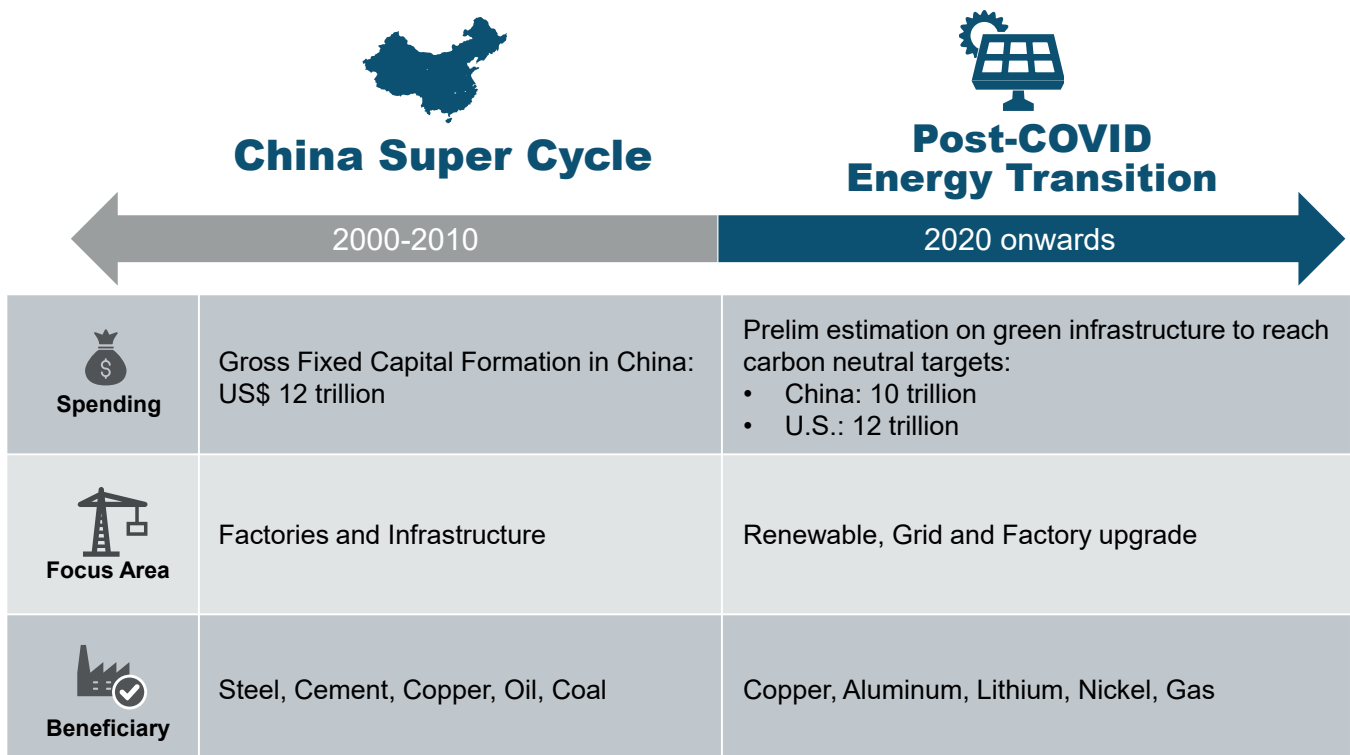 China Super Cycle
Post-COVID
Energy Transition
2000-2010
2020 onwards
$
Spending
Gross Fixed Capital Formation in China:
US$ 12 trillion
Prelim estimation on green infrastructure to reach
carbon neutral targets:
• China: 10 trillion
• U.S.: 12 trillion
Focus Area
Factories and Infrastructure
Renewable, Grid and Factory upgrade
Beneficiary
Steel, Cement, Copper, Oil, Coal
Copper, Aluminum, Lithium, Nickel, Gas